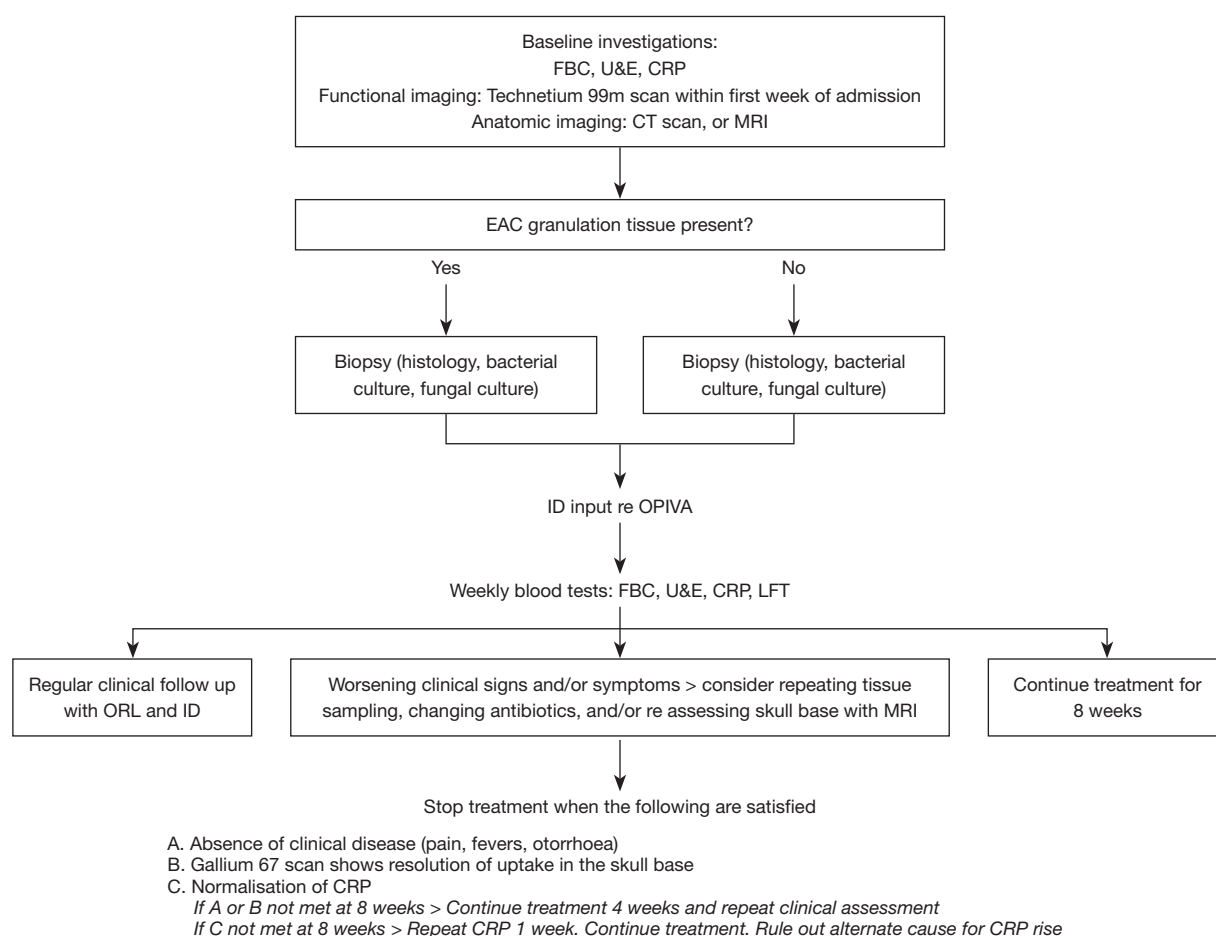 Baseline investigations:
FBC, U&E, CRP
Functional imaging: Technetium 99m scan within first week of admission
Anatomic imaging: CT scan, or MRI
EAC granulation tissue present?
Yes
No
Biopsy (histology, bacterial
culture, fungal culture)
Biopsy (histology, bacterial
culture, fungal culture)
ID input re OPIVA
Weekly blood tests: FBC, U&E, CRP, LFT
Regular clinical follow up
with ORL and ID
Worsening clinical signs and/or symptoms > consider repeating tissue
sampling, changing antibiotics, and/or re assessing skull base with MRI
Continue treatment for
8 weeks
Stop treatment when the following are satisfied
A. Absence of clinical disease (pain, fevers, otorrhoea)
B. Gallium 67 scan shows resolution of uptake in the skull base
C. Normalisation of CRP
If A or B not met at 8 weeks > Continue treatment 4 weeks and repeat clinical assessment
If C not met at 8 weeks > Repeat CRP 1 week. Continue treatment. Rule out alternate cause for CRP rise